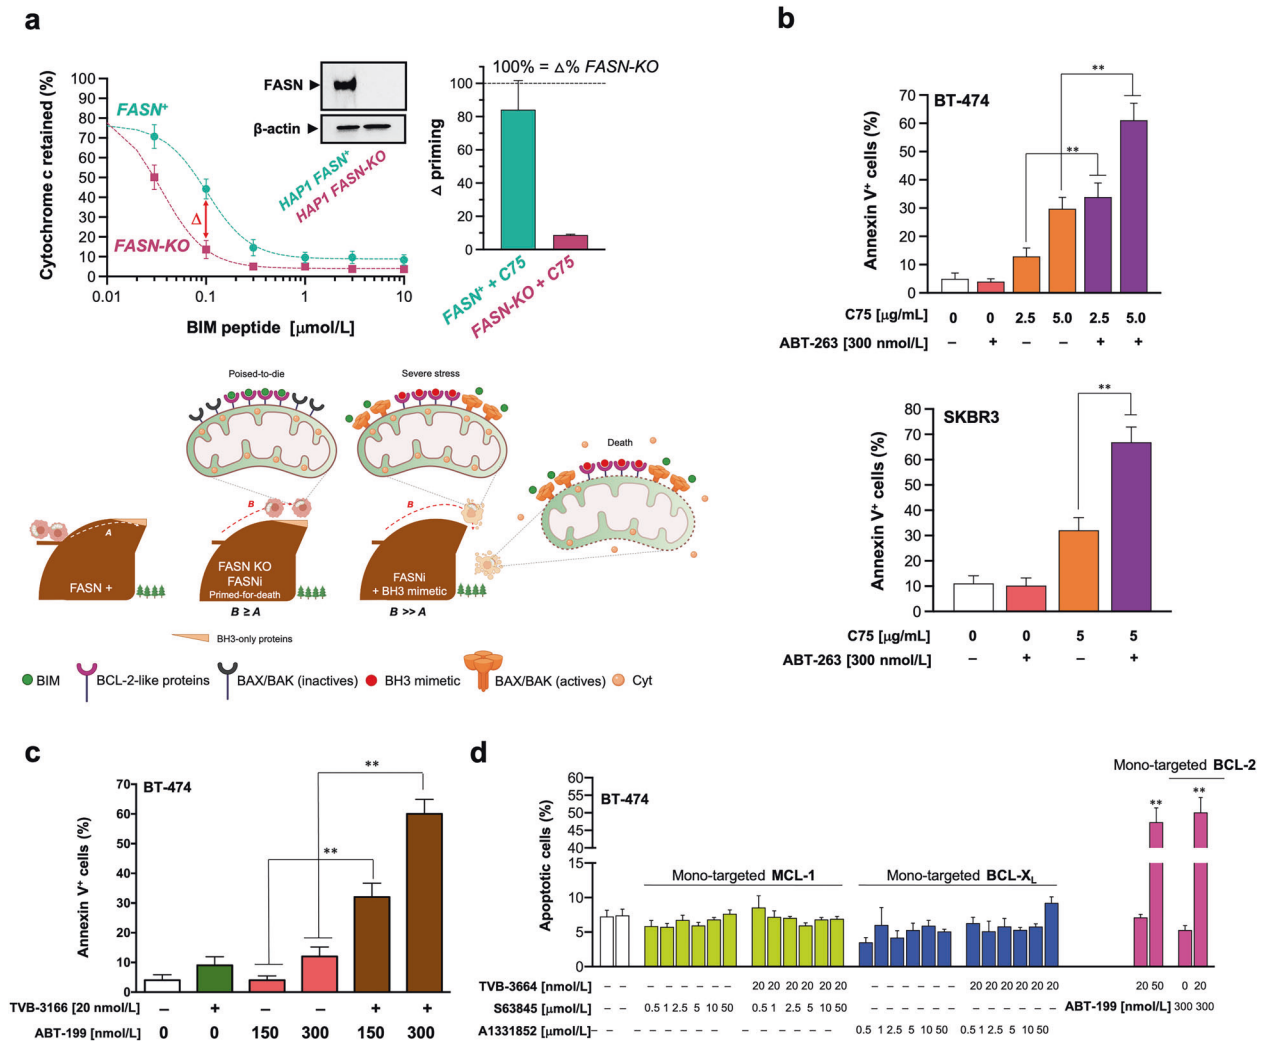 a
100
90
80
70
60
50
40
30
20
10
0
Cytochrome c retained (%)
FASN+
FASN-KO
Δ
0.01 0.1 1 10
BIM peptide [μmol/L]
FASN
β-actin
HAP1 FASN+
HAP1 FASN-KO
100% = Δ% FASN-KO
100
80
60
40
20
0
Δ priming
FASN+ + C75
FASN-KO + C75
Poised-to-die
Severe stress
Death
A
FASN +
B
FASN KO
FASNi
Primed-for-death
B ≥ A
B
FASNi
+ BH3 mimetic
B >> A
BH3-only proteins
BIM BCL-2-like proteins BAX/BAK (inactives) BH3 mimetic BAX/BAK (actives) Cyt
b
BT-474
70
60
50
40
30
20
10
0
Annexin V+ cells (%)
**
**
C75 [μg/mL] 0 0 2.5 5.0 2.5 5.0
ABT-263 [300 nmol/L] – + – – + +
SKBR3
80
70
60
50
40
30
20
10
0
Annexin V+ cells (%)
**
C75 [μg/mL] 0 0 5 5
ABT-263 [300 nmol/L] – + – +
c
BT-474
70
60
50
40
30
20
10
0
Annexin V+ cells (%)
**
**
TVB-3166 [20 nmol/L] – + – – + +
ABT-199 [nmol/L] 0 0 150 300 150 300
d
BT-474
60
55
50
45
40
15
10
5
0
Apoptotic cells (%)
Mono-targeted MCL-1
Mono-targeted BCL-XL
Mono-targeted BCL-2
**
**
TVB-3664 [nmol/L] – – 20 20 20 20 20 20 20 20 20 20 20 20 20 50 0 20
S63845 [μmol/L] – – 0.5 1 2.5 5 10 50 0.5 1 2.5 5 10 50
ABT-199 [nmol/L] 300 300
A1331852 [μmol/L] – – 0.5 1 2.5 5 10 50 0.5 1 2.5 5 10 50